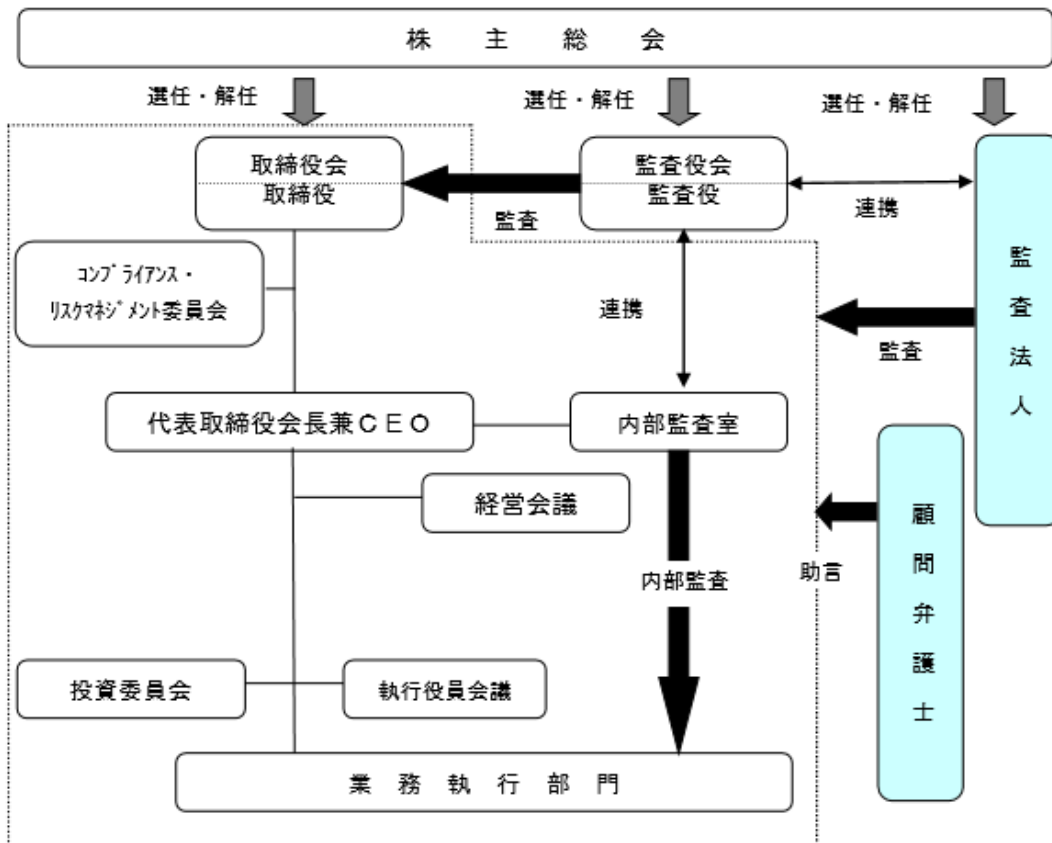 株　主　総　会
選任・解任
選任・解任
選任・解任
取締役会
取締役
監査役会
監査役
監査
連携
ｺﾝﾌﾟﾗｲｱﾝｽ・
ﾘｽｸﾏﾈｼﾞﾒﾝﾄ委員会
連携
監査
監査法人
代表取締役会長兼ＣＥＯ
内部監査室
経営会議
助言
顧問弁護士
内部監査
投資委員会
執行役員会議
業　務　執　行　部　門